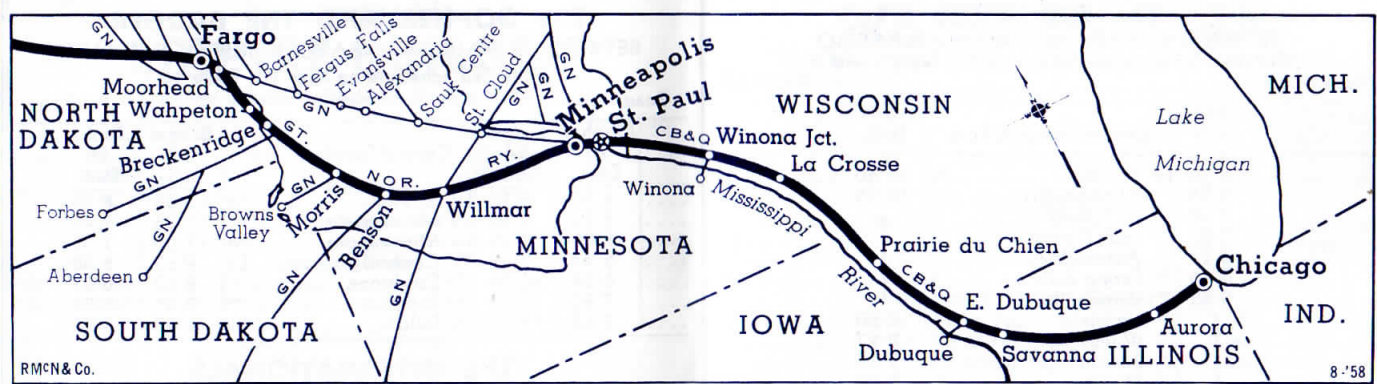 GN
Fargo
Moorhead
Wahpeton
NORTH
DAKOTA
Breckenridge
Barnesville
Fergus Falls
Evansville
Alexandria
Sauk Centre
St. Cloud
GN
GN
GN
GT.
NOR.
RY.
GN
Forbes
GN
Aberdeen
Browns
Valley
GN
Morris
Benson
Willmar
GN
GN
SOUTH DAKOTA
MINNESOTA
Minneapolis
St. Paul
CB&Q
Winona Jct.
Winona
La Crosse
WISCONSIN
Mississippi
River
Prairie du Chien
CB&Q
E. Dubuque
Dubuque
IOWA
Savanna
ILLINOIS
Aurora
Chicago
Lake
Michigan
MICH.
IND.
RMCN & Co.
8-'58